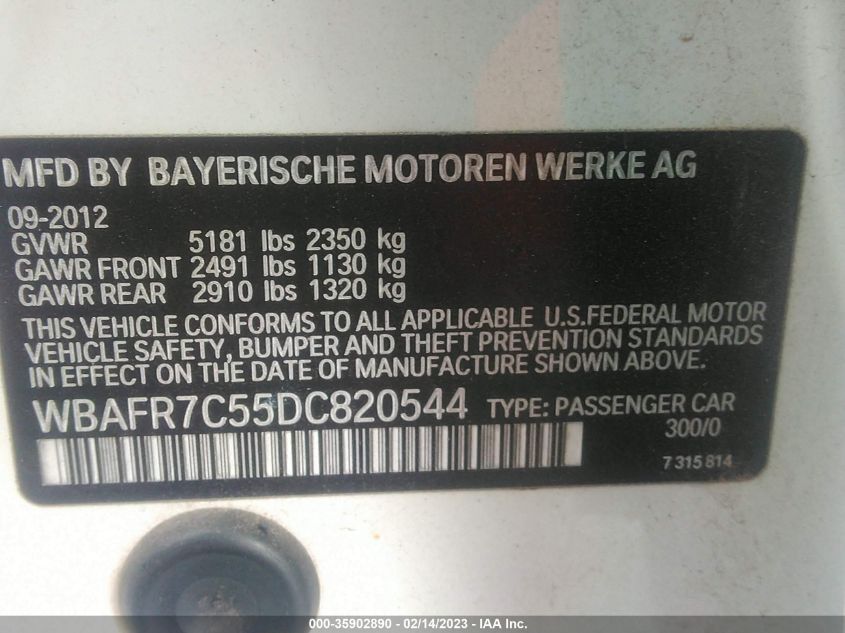 MFD BY BAYERISCHE MOTOREN WERKE AG
09-2012
GVWR 5181 lbs 2350 kg
GAWR FRONT 2491 lbs 1130 kg
GAWR REAR 2910 lbs 1320 kg
THIS VEHICLE CONFORMS TO ALL APPLICABLE U.S.FEDERAL MOTOR
VEHICLE SAFETY, BUMPER AND THEFT PREVENTION STANDARDS
IN EFFECT ON THE DATE OF MANUFACTURE SHOWN ABOVE.
WBAFR7C55DC820544 TYPE: PASSENGER CAR
300/0
7 315 814
000-35902890 - 02/14/2023 - IAA Inc.